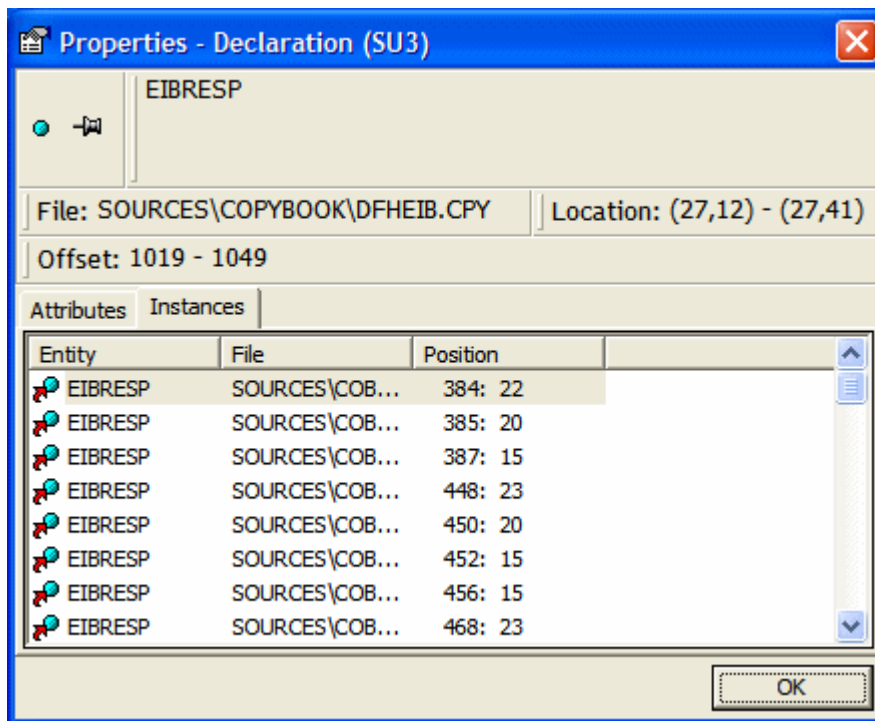 Properties - Declaration (SU3)
EIBRESP
File: SOURCES\COPYBOOK\DFHEIB.CPY Location: (27,12) - (27,41)
Offset: 1019 - 1049
Attributes Instances
Entity File Position
EIBRESP SOURCES\COB... 384: 22
EIBRESP SOURCES\COB... 385: 20
EIBRESP SOURCES\COB... 387: 15
EIBRESP SOURCES\COB... 448: 23
EIBRESP SOURCES\COB... 450: 20
EIBRESP SOURCES\COB... 452: 15
EIBRESP SOURCES\COB... 456: 15
EIBRESP SOURCES\COB... 468: 23
OK